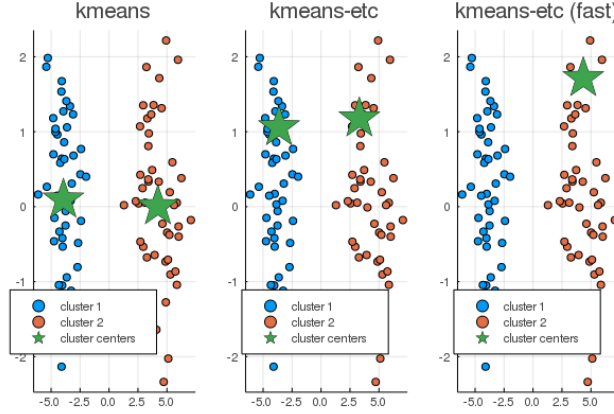 kmeans
kmeans-etc
kmeans-etc (fast)
2
1
0
-1
-2
cluster 1
cluster 2
cluster centers
-5.0 -2.5 0.0 2.5 5.0
2
1
0
-1
-2
cluster 1
cluster 2
cluster centers
-5.0 -2.5 0.0 2.5 5.0
2
1
0
-1
-2
cluster 1
cluster 2
cluster centers
-5.0 -2.5 0.0 2.5 5.0